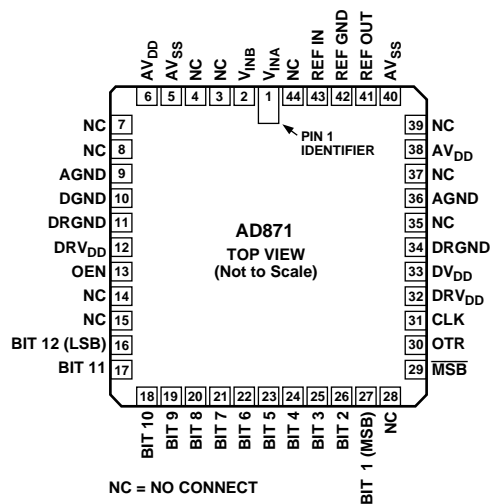 AVDD
AVSS
NC
NC
VINB
VINA
NC
REF IN
REF GND
REF OUT
AVSS
6 5 4 3 2 1 44 43 42 41 40
PIN 1
IDENTIFIER
NC 7
NC 8
AGND 9
DGND 10
DRGND 11
DRVDD 12
OEN 13
NC 14
NC 15
BIT 12 (LSB) 16
BIT 11 17
AD871
TOP VIEW
(Not to Scale)
39 NC
38 AVDD
37 NC
36 AGND
35 NC
34 DRGND
33 DVDD
32 DRVDD
31 CLK
30 OTR
29 MSB
18 19 20 21 22 23 24 25 26 27 28
BIT 10
BIT 9
BIT 8
BIT 7
BIT 6
BIT 5
BIT 4
BIT 3
BIT 2
BIT 1 (MSB)
NC
NC = NO CONNECT